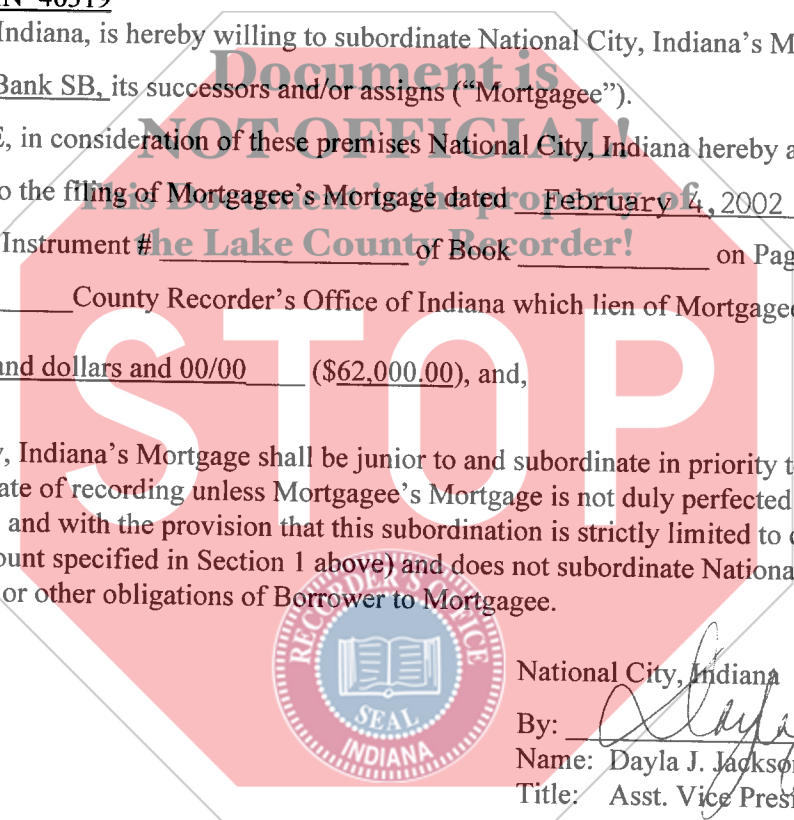 IN 46319
Indiana, is hereby willing to subordinate National City, Indiana's M
Document is
Bank SB, its successors and/or assigns ("Mortgagee").
NOT OFFICIAL!
E, in consideration of these premises National City, Indiana hereby a
This Document is the property of
o the filing of Mortgagee's Mortgage dated February 4, 2002
the Lake County Recorder!
Instrument # of Book on Pag
County Recorder's Office of Indiana which lien of Mortgagee
STOP
and dollars and 00/00 ($62,000.00), and,
y, Indiana's Mortgage shall be junior to and subordinate in priority t
ate of recording unless Mortgagee's Mortgage is not duly perfected
and with the provision that this subordination is strictly limited to
ount specified in Section 1 above) and does not subordinate Nationa
or other obligations of Borrower to Mortgagee.
RECORDER'S OFFICE
SEAL
INDIANA
National City, Indiana
By: Dayla
Name: Dayla J. Jackson
Title: Asst. Vice Presi